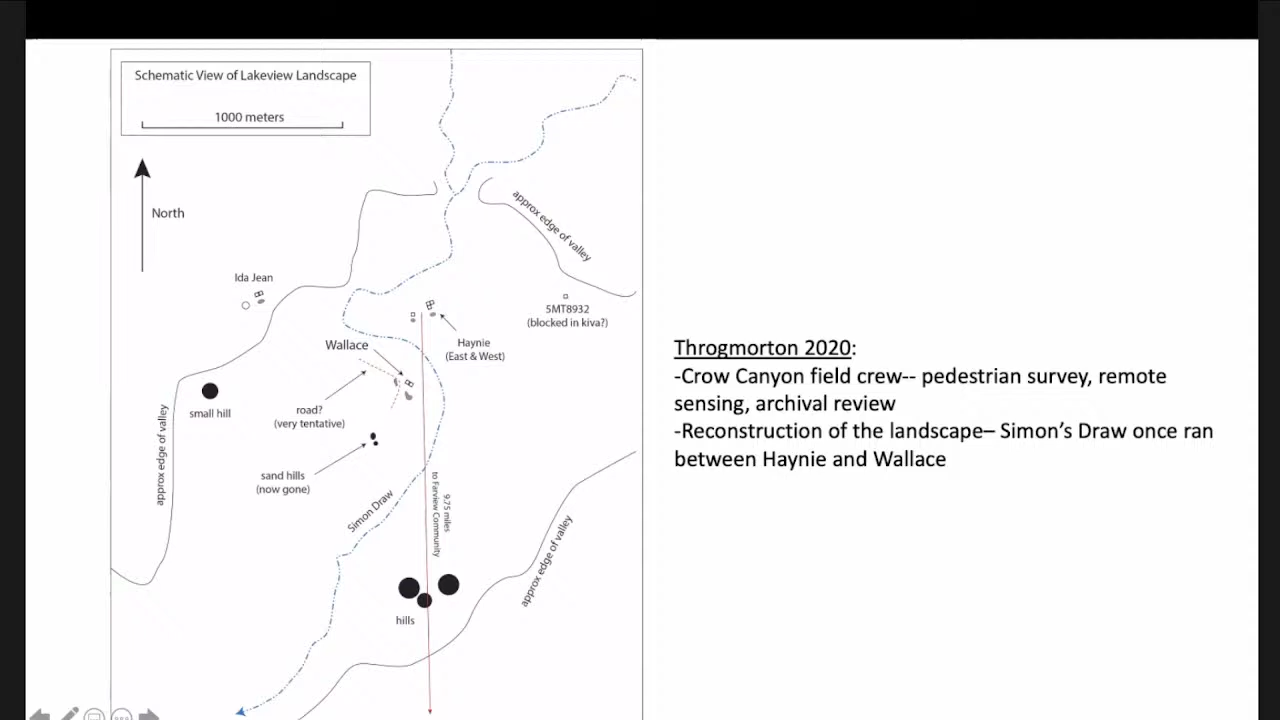 Schematic View of Lakeview Landscape
1000 meters
North
approx edge of valley
Ida Jean
5MT8932
(blocked in kiva?)
Haynie
(East & West)
Wallace
small hill
road?
(very tentative)
approx edge of valley
sand hills
(now gone)
Simon Draw
9.75 miles
to Farview Community
approx edge of valley
hills
Throgmorton 2020:
-Crow Canyon field crew-- pedestrian survey, remote
sensing, archival review
-Reconstruction of the landscape– Simon’s Draw once ran
between Haynie and Wallace